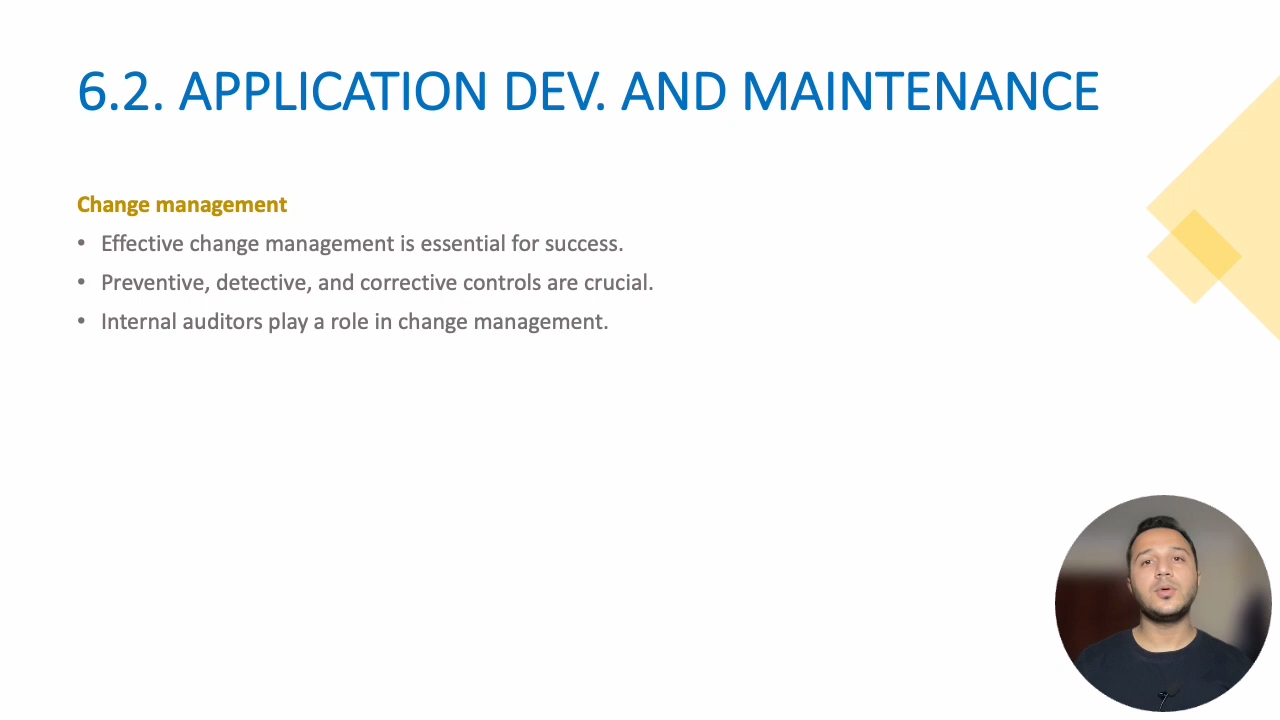 6.2. APPLICATION DEV. AND MAINTENANCE
Change management
• Effective change management is essential for success.
• Preventive, detective, and corrective controls are crucial.
• Internal auditors play a role in change management.